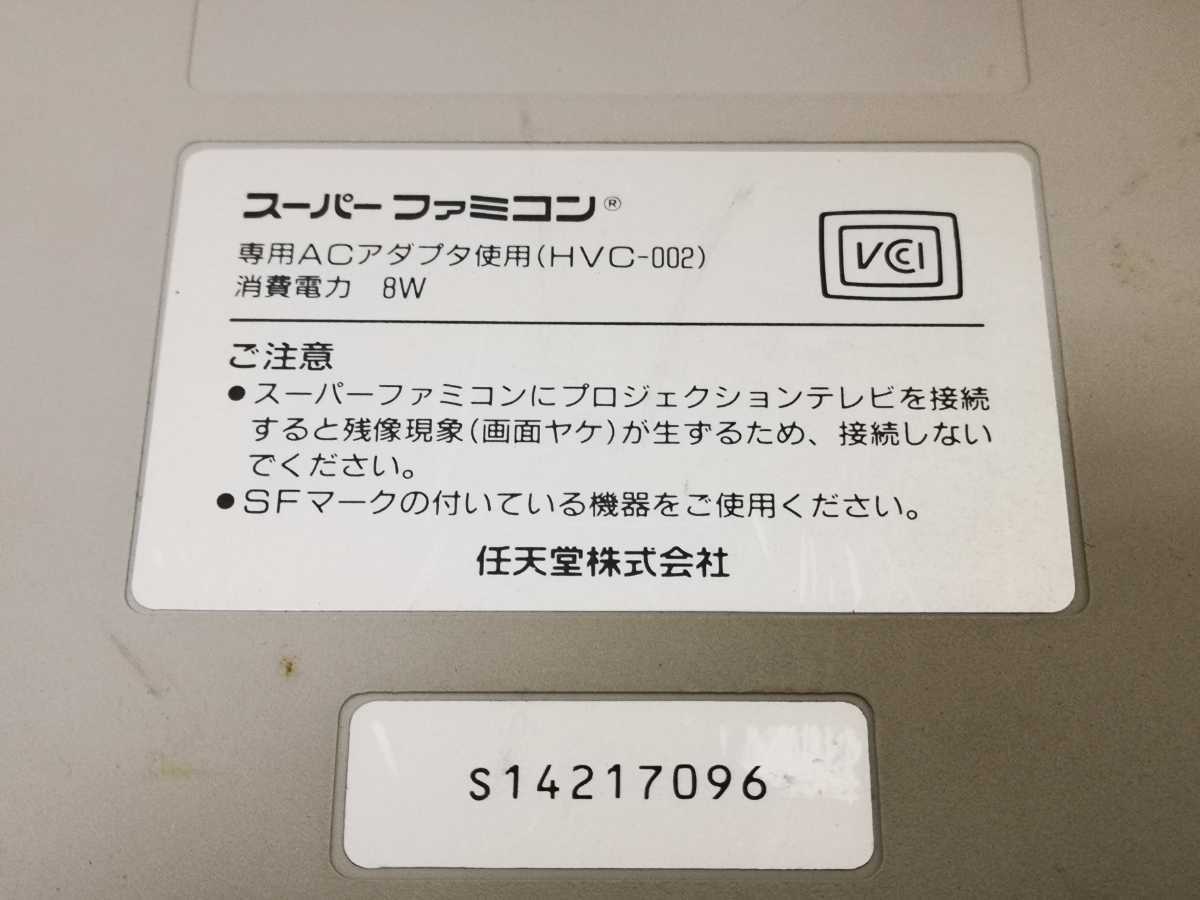 スーパーファミコン®
専用ACアダプタ使用(HVC-002)
消費電力 8W
VCCI
ご注意
●スーパーファミコンにプロジェクションテレビを接続
すると残像現象(画面ヤケ)が生ずるため、接続しない
でください。
●SFマークの付いている機器をご使用ください。
任天堂株式会社
S14217096